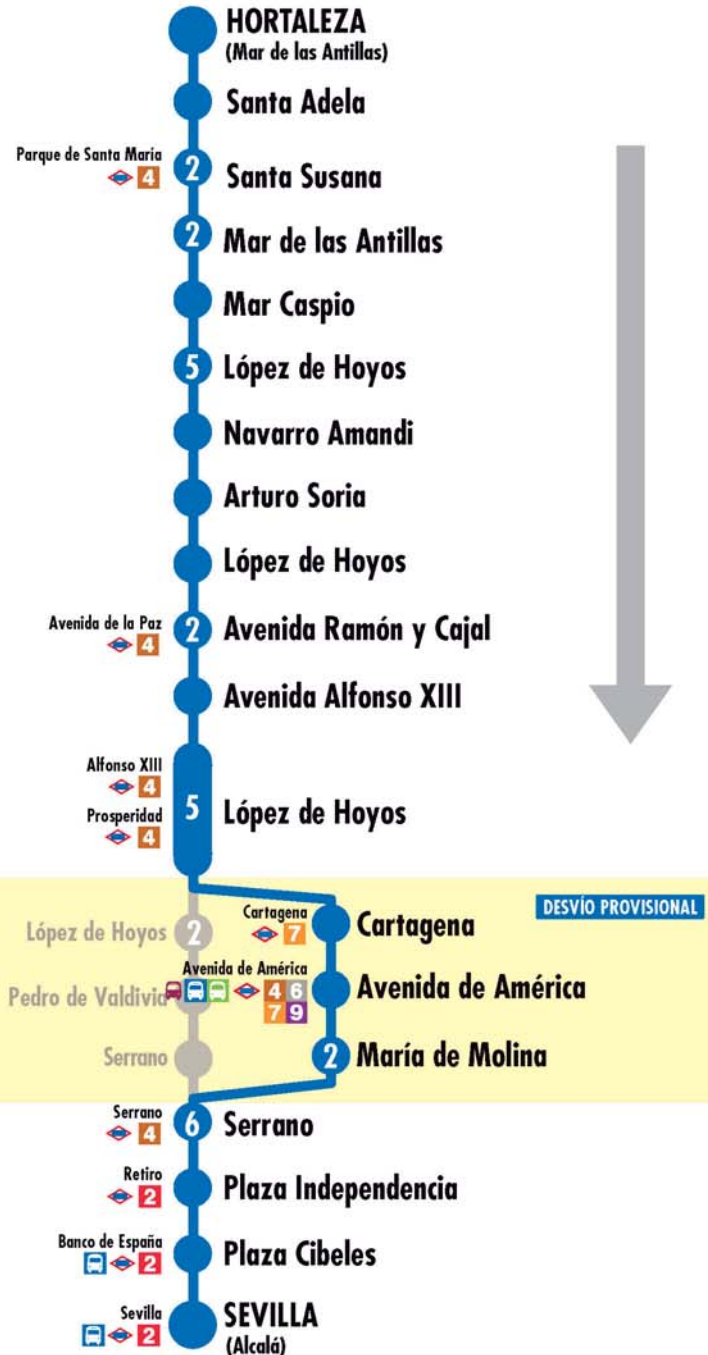 HORTALEZA
(Mar de las Antillas)
Santa Adela
Parque de Santa Maria
4
2
Santa Susana
2
Mar de las Antillas
Mar Caspio
5
López de Hoyos
Navarro Amandi
Arturo Soria
López de Hoyos
Avenida de la Paz
4
2
Avenida Ramón y Cajal
Avenida Alfonso XIII
Alfonso XIII
4
Prosperidad
4
5
López de Hoyos
DESVÍO PROVISIONAL
López de Hoyos
2
Cartagena
7
Cartagena
Pedro de Valdivia
Avenida de América
4 6
7 9
Avenida de América
Serrano
2
María de Molina
Serrano
4
6
Serrano
Retiro
2
Plaza Independencia
Banco de España
2
Plaza Cibeles
Sevilla
2
SEVILLA
(Alcalá)